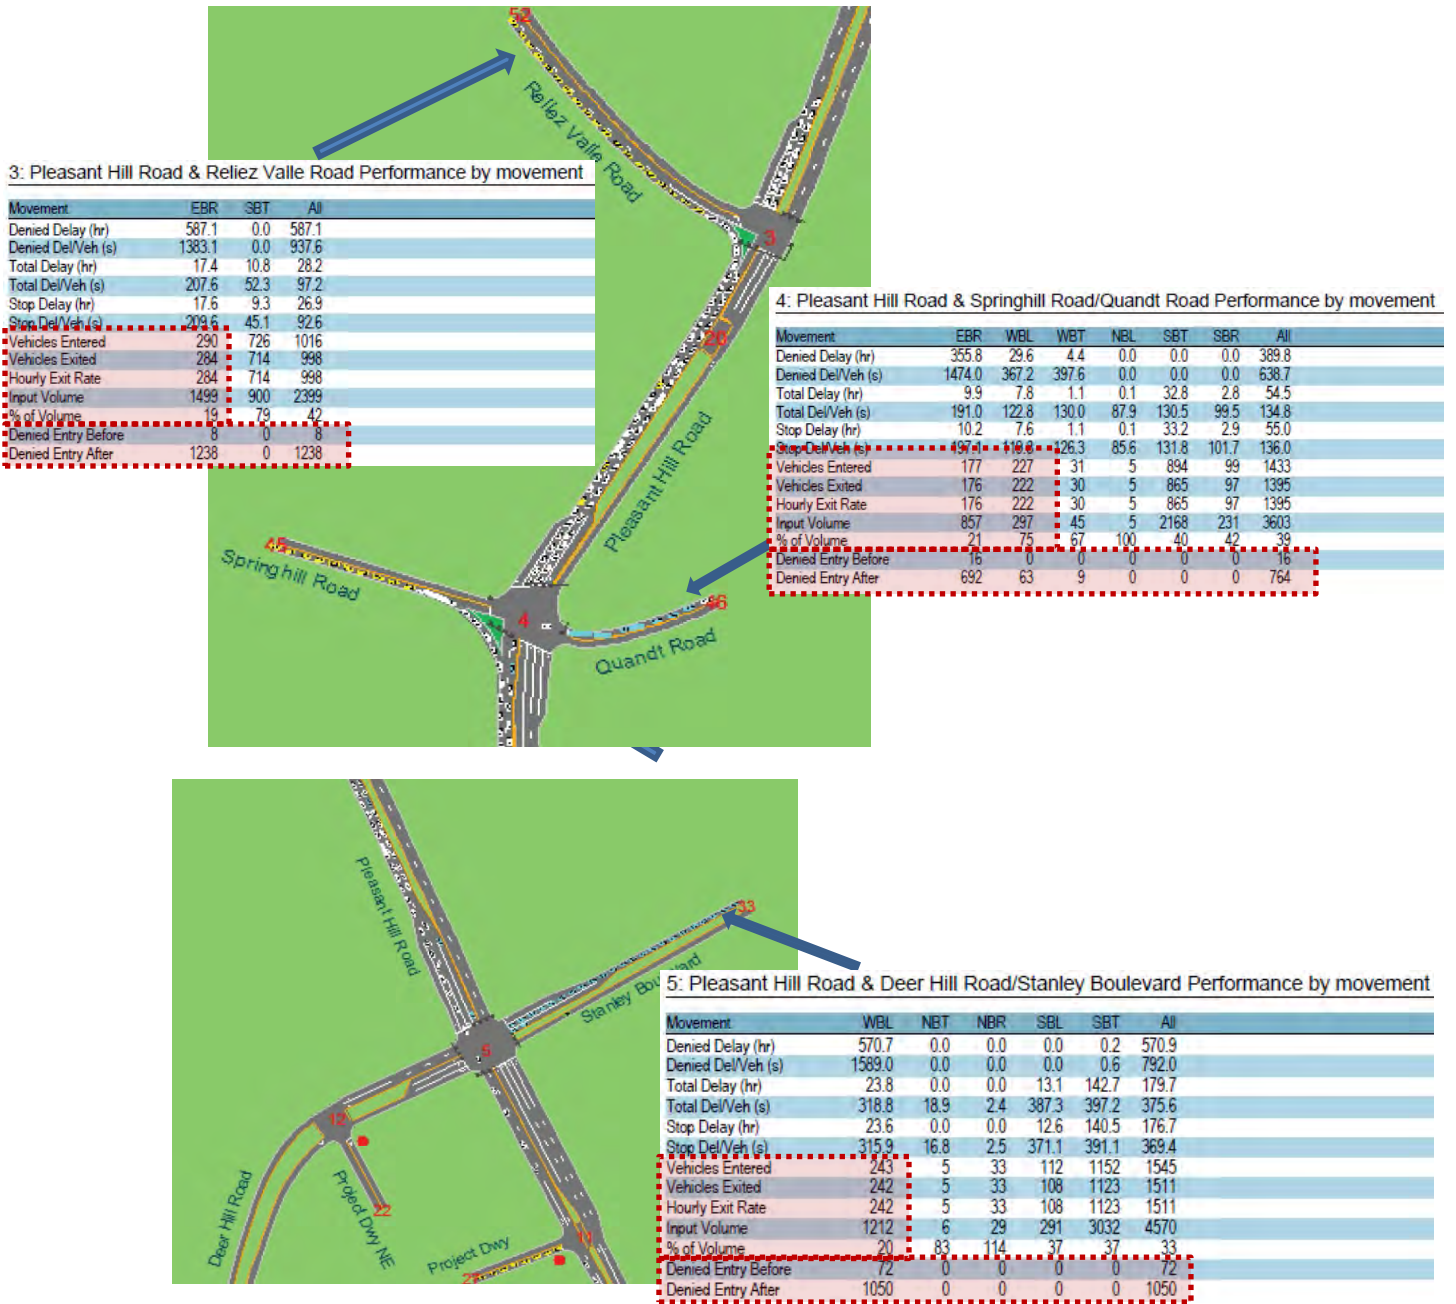 52
Reliez Valle Road
3: Pleasant Hill Road & Reliez Valle Road Performance by movement
Movement EBR SBT All
Denied Delay (hr) 587.1 0.0 587.1
Denied Del/Veh (s) 1383.1 0.0 937.6
Total Delay (hr) 17.4 10.8 28.2
Total Del/Veh (s) 207.6 52.3 97.2
Stop Delay (hr) 17.6 9.3 26.9
Stop Del/Veh (s) 209.6 45.1 92.6
Vehicles Entered 290 726 1016
Vehicles Exited 284 714 998
Hourly Exit Rate 284 714 998
Input Volume 1499 900 2399
% of Volume 19 79 42
Denied Entry Before 8 0 8
Denied Entry After 1238 0 1238
3
20
Pleasant Hill Road
4: Pleasant Hill Road & Springhill Road/Quandt Road Performance by movement
Movement EBR WBL WBT NBL SBT SBR All
Denied Delay (hr) 355.8 29.6 4.4 0.0 0.0 0.0 389.8
Denied Del/Veh (s) 1474.0 367.2 397.6 0.0 0.0 0.0 638.7
Total Delay (hr) 9.9 7.8 1.1 0.1 32.8 2.8 54.5
Total Del/Veh (s) 191.0 122.8 130.0 87.9 130.5 99.5 134.8
Stop Delay (hr) 10.2 7.6 1.1 0.1 33.2 2.9 55.0
Stop Del/Veh (s) 197.1 126.3 85.6 131.8 101.7 136.0
Vehicles Entered 177 227 31 5 894 99 1433
Vehicles Exited 176 222 30 5 865 97 1395
Hourly Exit Rate 176 222 30 5 865 97 1395
Input Volume 857 297 45 5 2168 231 3603
% of Volume 21 75 67 100 40 42 39
Denied Entry Before 16 0 0 0 0 0 16
Denied Entry After 692 63 9 0 0 0 764
45
Springhill Road
4
46
Quandt Road
Pleasant Hill Road
33
Stanley Boulevard
5
12
22
11
Deer Hill Road
Project Dwy NE
Project Dwy
5: Pleasant Hill Road & Deer Hill Road/Stanley Boulevard Performance by movement
Movement WBL NBT NBR SBL SBT All
Denied Delay (hr) 570.7 0.0 0.0 0.0 0.2 570.9
Denied Del/Veh (s) 1589.0 0.0 0.0 0.0 0.6 792.0
Total Delay (hr) 23.8 0.0 0.0 13.1 142.7 179.7
Total Del/Veh (s) 318.8 18.9 2.4 387.3 397.2 375.6
Stop Delay (hr) 23.6 0.0 0.0 12.6 140.5 176.7
Stop Del/Veh (s) 315.9 16.8 2.5 371.1 391.1 369.4
Vehicles Entered 243 5 33 112 1152 1545
Vehicles Exited 242 5 33 108 1123 1511
Hourly Exit Rate 242 5 33 108 1123 1511
Input Volume 1212 6 29 291 3032 4570
% of Volume 20 83 114 37 37 33
Denied Entry Before 72 0 0 0 0 72
Denied Entry After 1050 0 0 0 0 1050